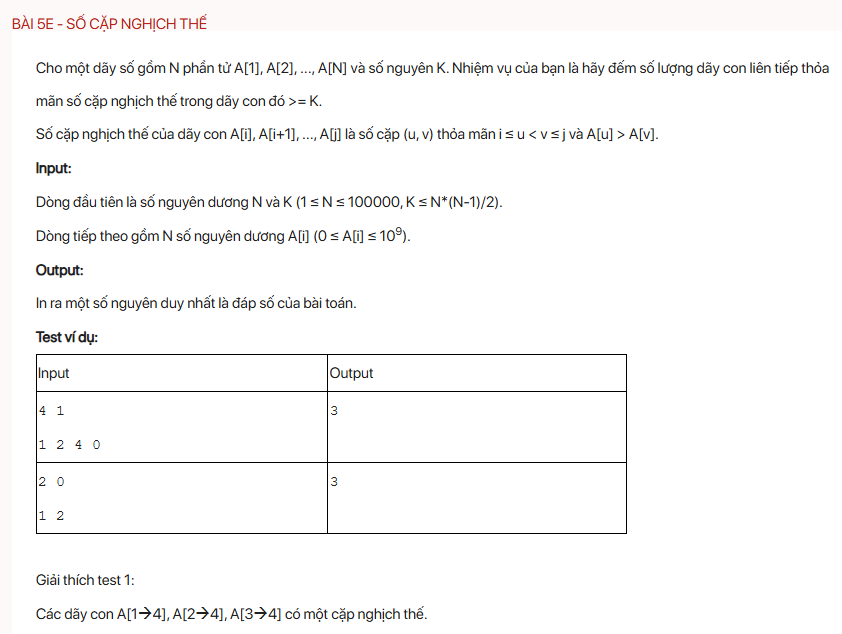 BÀI 5E - SỐ CẶP NGHỊCH THẾ
Cho một dãy số gồm N phần tử A[1], A[2], ..., A[N] và số nguyên K. Nhiệm vụ của bạn là hãy đếm số lượng dãy con liên tiếp thỏa
mãn số cặp nghịch thế trong dãy con đó >= K.
Số cặp nghịch thế của dãy con A[i], A[i+1], ..., A[j] là số cặp (u, v) thỏa mãn i ≤ u < v ≤ j và A[u] > A[v].
Input:
Dòng đầu tiên là số nguyên dương N và K (1 ≤ N ≤ 100000, K ≤ N*(N-1)/2).
Dòng tiếp theo gồm N số nguyên dương A[i] (0 ≤ A[i] ≤ 10⁹).
Output:
In ra một số nguyên duy nhất là đáp số của bài toán.
Test ví dụ:
Input Output
4 1 3
1 2 4 0
2 0 3
1 2
Giải thích test 1:
Các dãy con A[1→4], A[2→4], A[3→4] có một cặp nghịch thế.